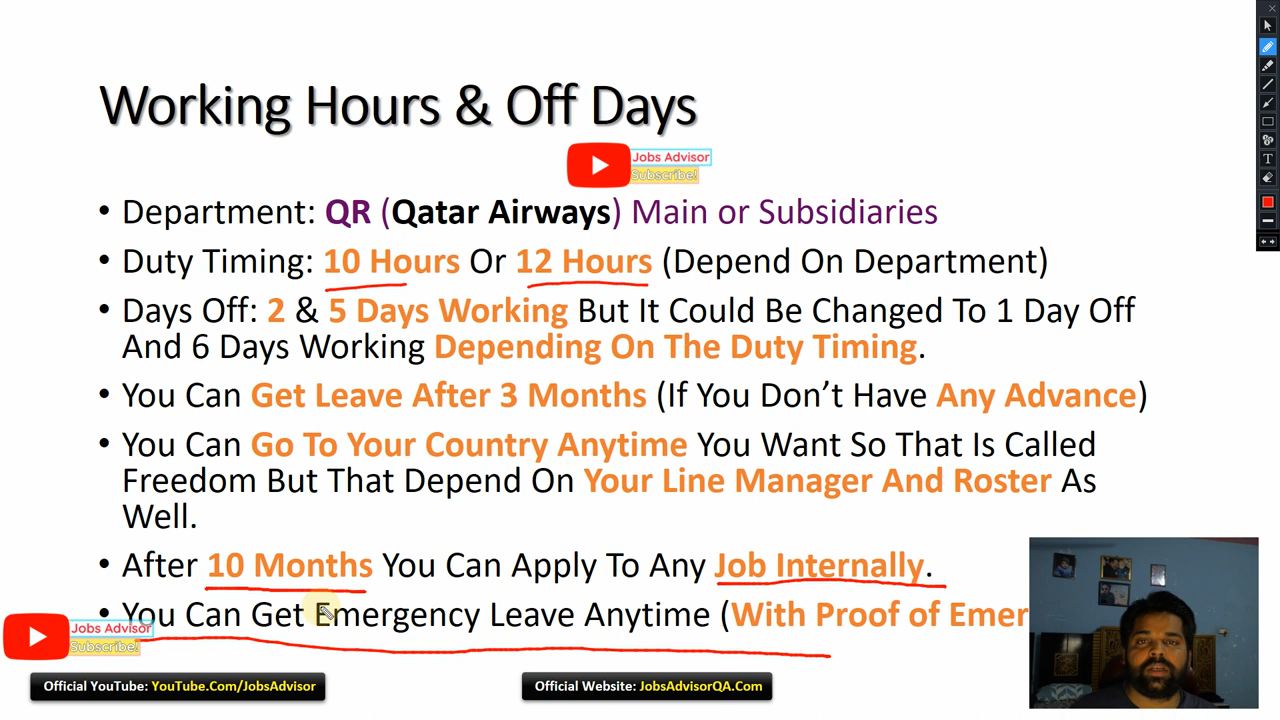 Working Hours & Off Days
Jobs Advisor
Subscribe!
• Department: QR (Qatar Airways) Main or Subsidiaries
• Duty Timing: 10 Hours Or 12 Hours (Depend On Department)
• Days Off: 2 & 5 Days Working But It Could Be Changed To 1 Day Off
And 6 Days Working Depending On The Duty Timing.
• You Can Get Leave After 3 Months (If You Don’t Have Any Advance)
• You Can Go To Your Country Anytime You Want So That Is Called
Freedom But That Depend On Your Line Manager And Roster As
Well.
• After 10 Months You Can Apply To Any Job Internally.
• You Can Get Emergency Leave Anytime (With Proof of Emer
Jobs Advisor
Subscribe!
Official YouTube: YouTube.Com/JobsAdvisor
Official Website: JobsAdvisorQA.Com